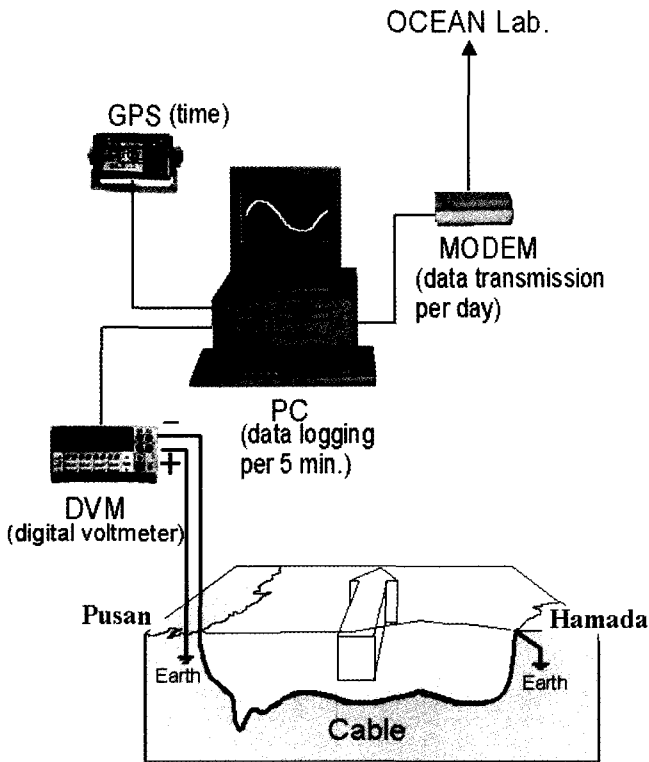 OCEAN Lab.
GPS (time)
MODEM
(data transmission
per day)
PC
(data logging
per 5 min.)
−
+
DVM
(digital voltmeter)
Pusan
Hamada
Earth
Earth
Cable